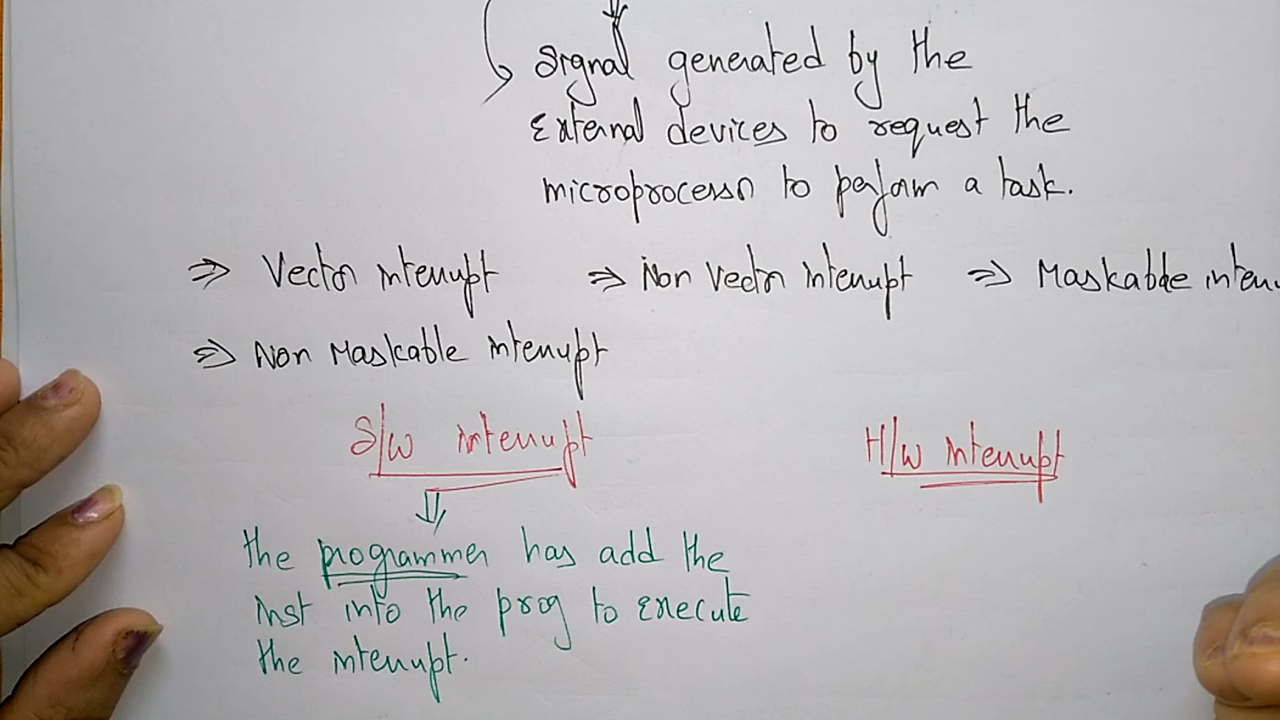 Signal generated by the
External devices to request the
microprocessor to perform a task.
⇒ Vector interrupt ⇒ Non Vector interrupt ⇒ Maskable interr
⇒ Non Maskable interrupt
S/w interrupt H/w interrupt
the programmer has add the
inst into the prog to execute
the interrupt.